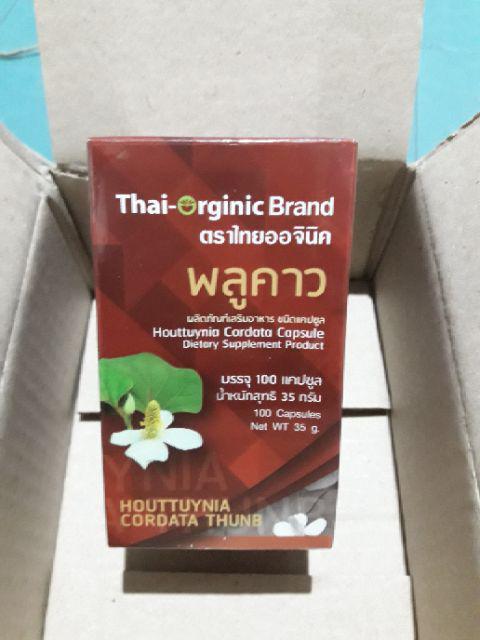 Thai-Orginic Brand
ตราไทยออจินิค
พลูคาว
ผลิตภัณฑ์เสริมอาหาร ชนิดแคปซูล
Houttuynia Cordata Capsule
Dietary Supplement Product
บรรจุ 100 แคปซูล
น้ำหนักสุทธิ 35 กรัม
100 Capsules
Net WT 35 g.
HOUTTUYNIA
CORDATA THUNB